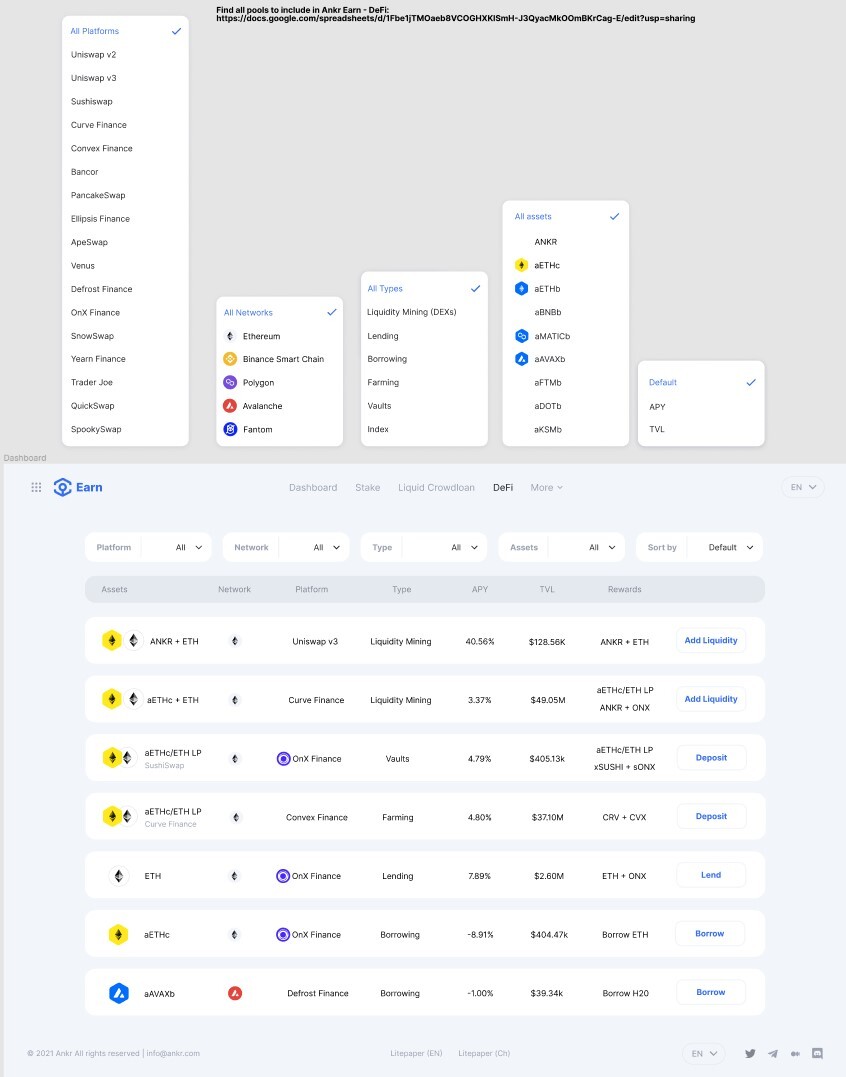 Find all pools to include in Ankr Earn - DeFi:
https://docs.google.com/spreadsheets/d/1Fbe1jTMOaeb8VCOGHXKlSmH-J3QyacMkOOmBKrCag-E/edit?usp=sharing
All Platforms
Uniswap v2
Uniswap v3
Sushiswap
Curve Finance
Convex Finance
Bancor
PancakeSwap
Ellipsis Finance
ApeSwap
Venus
Defrost Finance
OnX Finance
SnowSwap
Yearn Finance
Trader Joe
QuickSwap
SpookySwap
All Networks
Ethereum
Binance Smart Chain
Polygon
Avalanche
Fantom
All Types
Liquidity Mining (DEXs)
Lending
Borrowing
Farming
Vaults
Index
All assets
ANKR
aETHc
aETHb
aBNBb
aMATICb
aAVAXb
aFTMb
aDOTb
aKSMb
Default
APY
TVL
Dashboard
Earn Dashboard Stake Liquid Crowdloan DeFi More EN
Platform All Network All Type All Assets All Sort by Default
Assets Network Platform Type APY TVL Rewards
ANKR + ETH Uniswap v3 Liquidity Mining 40.56% $128.56K ANKR + ETH Add Liquidity
aETHc + ETH Curve Finance Liquidity Mining 3.37% $49.05M aETHc/ETH LP Add Liquidity
ANKR + ONX
aETHc/ETH LP OnX Finance Vaults 4.79% $405.13k aETHc/ETH LP Deposit
SushiSwap xSUSHI + sONX
aETHc/ETH LP Convex Finance Farming 4.80% $37.10M CRV + CVX Deposit
Curve Finance
ETH OnX Finance Lending 7.89% $2.60M ETH + ONX Lend
aETHc OnX Finance Borrowing -8.91% $404.47k Borrow ETH Borrow
aAVAXb Defrost Finance Borrowing -1.00% $39.34k Borrow H20 Borrow
© 2021 Ankr All rights reserved | info@ankr.com Litepaper (EN) Litepaper (Ch) EN